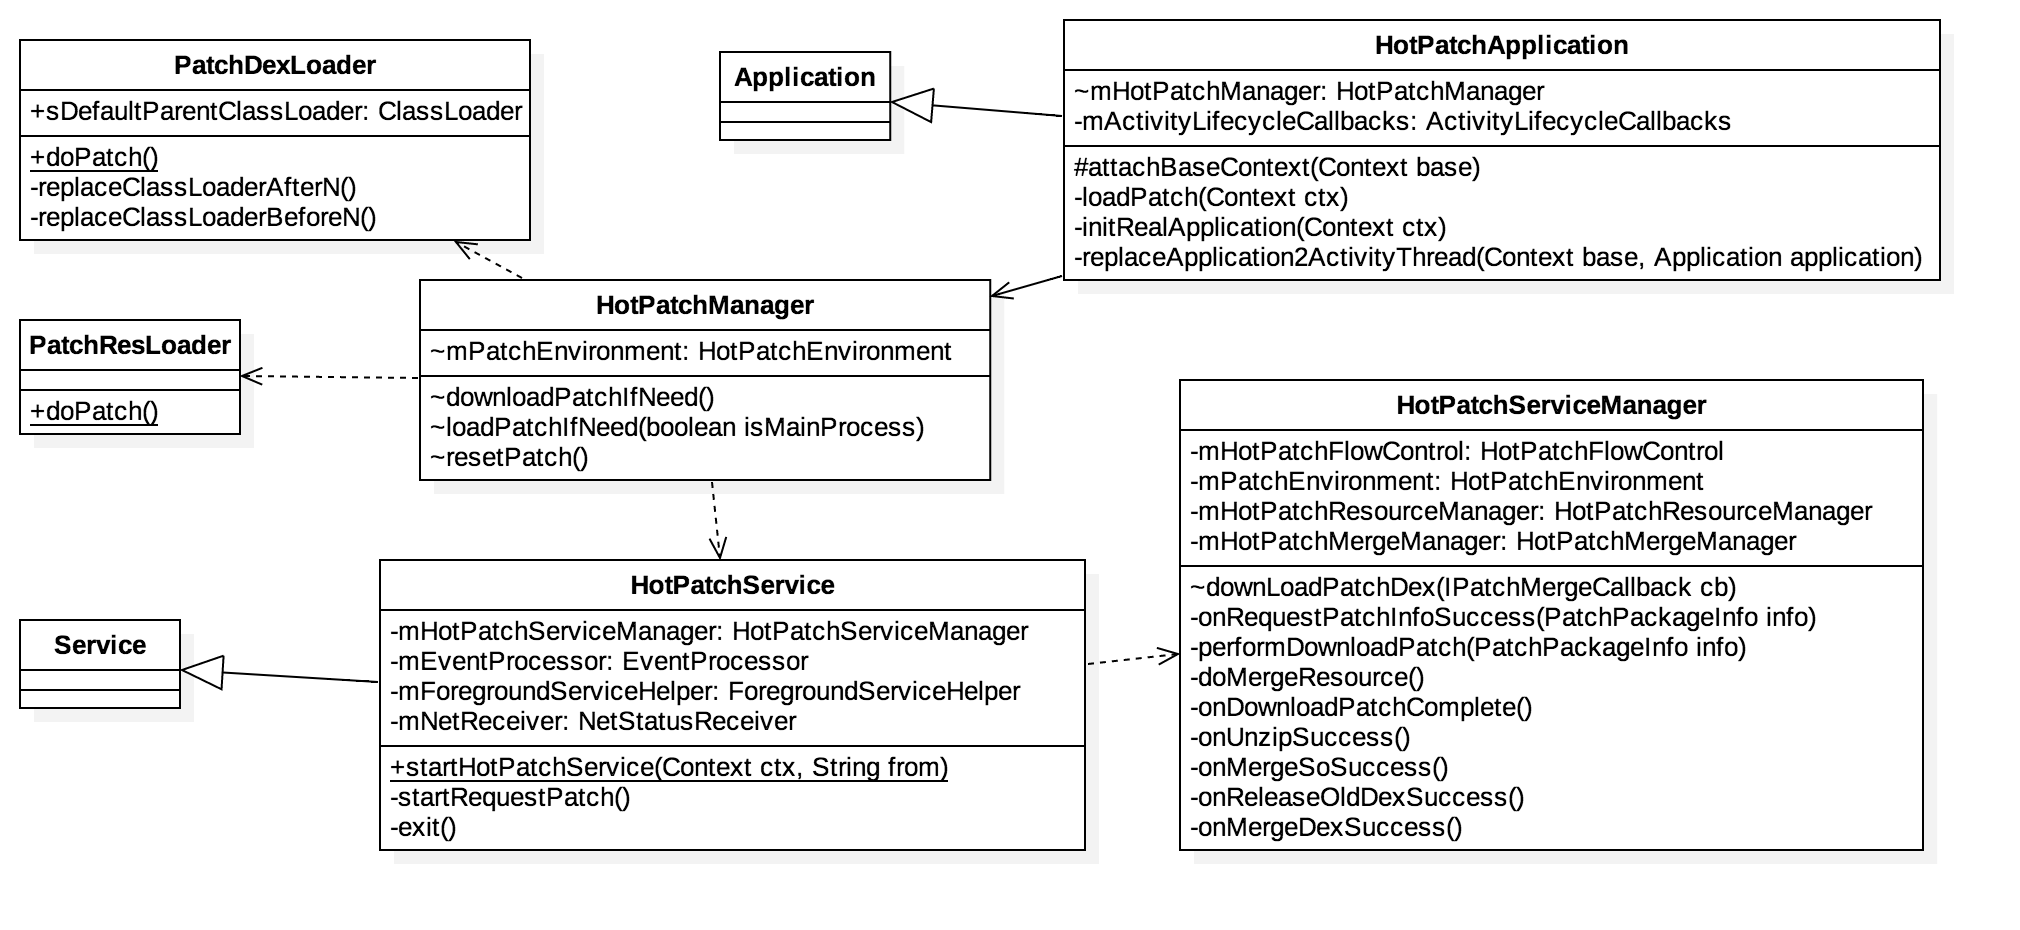 PatchDexLoader
+sDefaultParentClassLoader: ClassLoader
+doPatch()
-replaceClassLoaderAfterN()
-replaceClassLoaderBeforeN()
Application
HotPatchApplication
~mHotPatchManager: HotPatchManager
-mActivityLifecycleCallbacks: ActivityLifecycleCallbacks
#attachBaseContext(Context base)
-loadPatch(Context ctx)
-initRealApplication(Context ctx)
-replaceApplication2ActivityThread(Context base, Application application)
PatchResLoader
+doPatch()
HotPatchManager
~mPatchEnvironment: HotPatchEnvironment
~downloadPatchIfNeed()
~loadPatchIfNeed(boolean isMainProcess)
~resetPatch()
HotPatchServiceManager
-mHotPatchFlowControl: HotPatchFlowControl
-mPatchEnvironment: HotPatchEnvironment
-mHotPatchResourceManager: HotPatchResourceManager
-mHotPatchMergeManager: HotPatchMergeManager
~downLoadPatchDex(IPatchMergeCallback cb)
-onRequestPatchInfoSuccess(PatchPackageInfo info)
-performDownloadPatch(PatchPackageInfo info)
-doMergeResource()
-onDownloadPatchComplete()
-onUnzipSuccess()
-onMergeSoSuccess()
-onReleaseOldDexSuccess()
-onMergeDexSuccess()
Service
HotPatchService
-mHotPatchServiceManager: HotPatchServiceManager
-mEventProcessor: EventProcessor
-mForegroundServiceHelper: ForegroundServiceHelper
-mNetReceiver: NetStatusReceiver
+startHotPatchService(Context ctx, String from)
-startRequestPatch()
-exit()